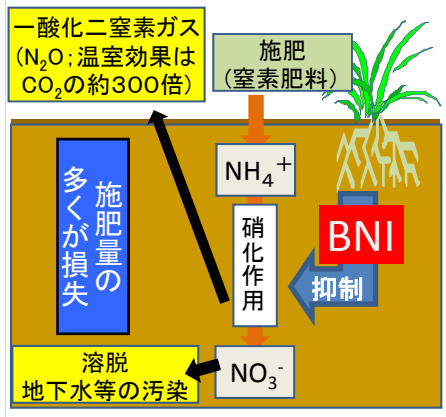 一酸化二窒素ガス
(N₂O；温室効果は
CO₂の約300倍）
施肥
(窒素肥料）
NH₄⁺
施肥量の
多くが損失
硝化作用
BNI
抑制
溶脱
地下水等の汚染
NO₃⁻